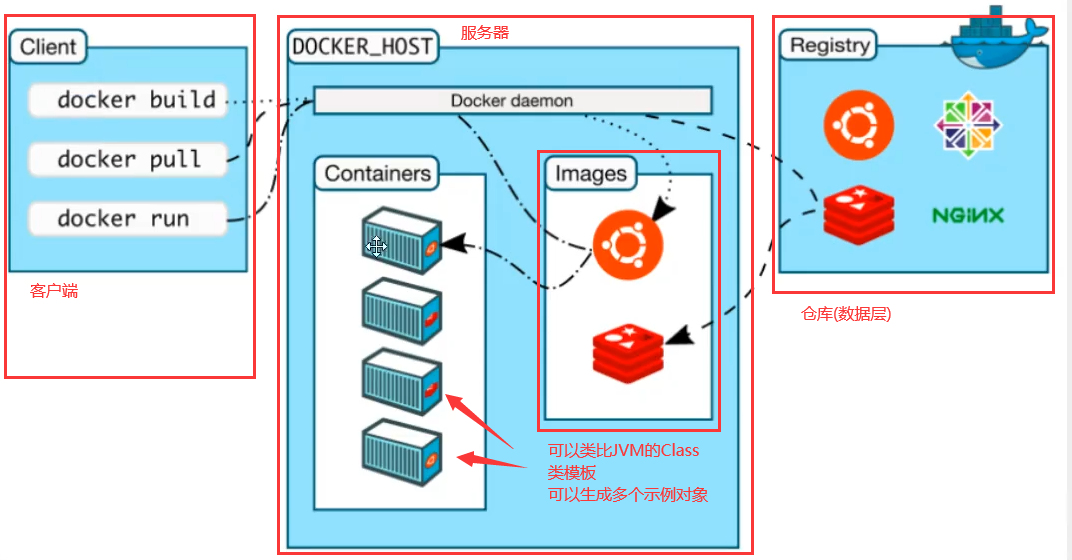 Client
docker build
docker pull
docker run
客户端
DOCKER_HOST
服务器
Docker daemon
Containers
Images
可以类比JVM的Class
类模板
可以生成多个示例对象
Registry
NGINX
仓库(数据层)